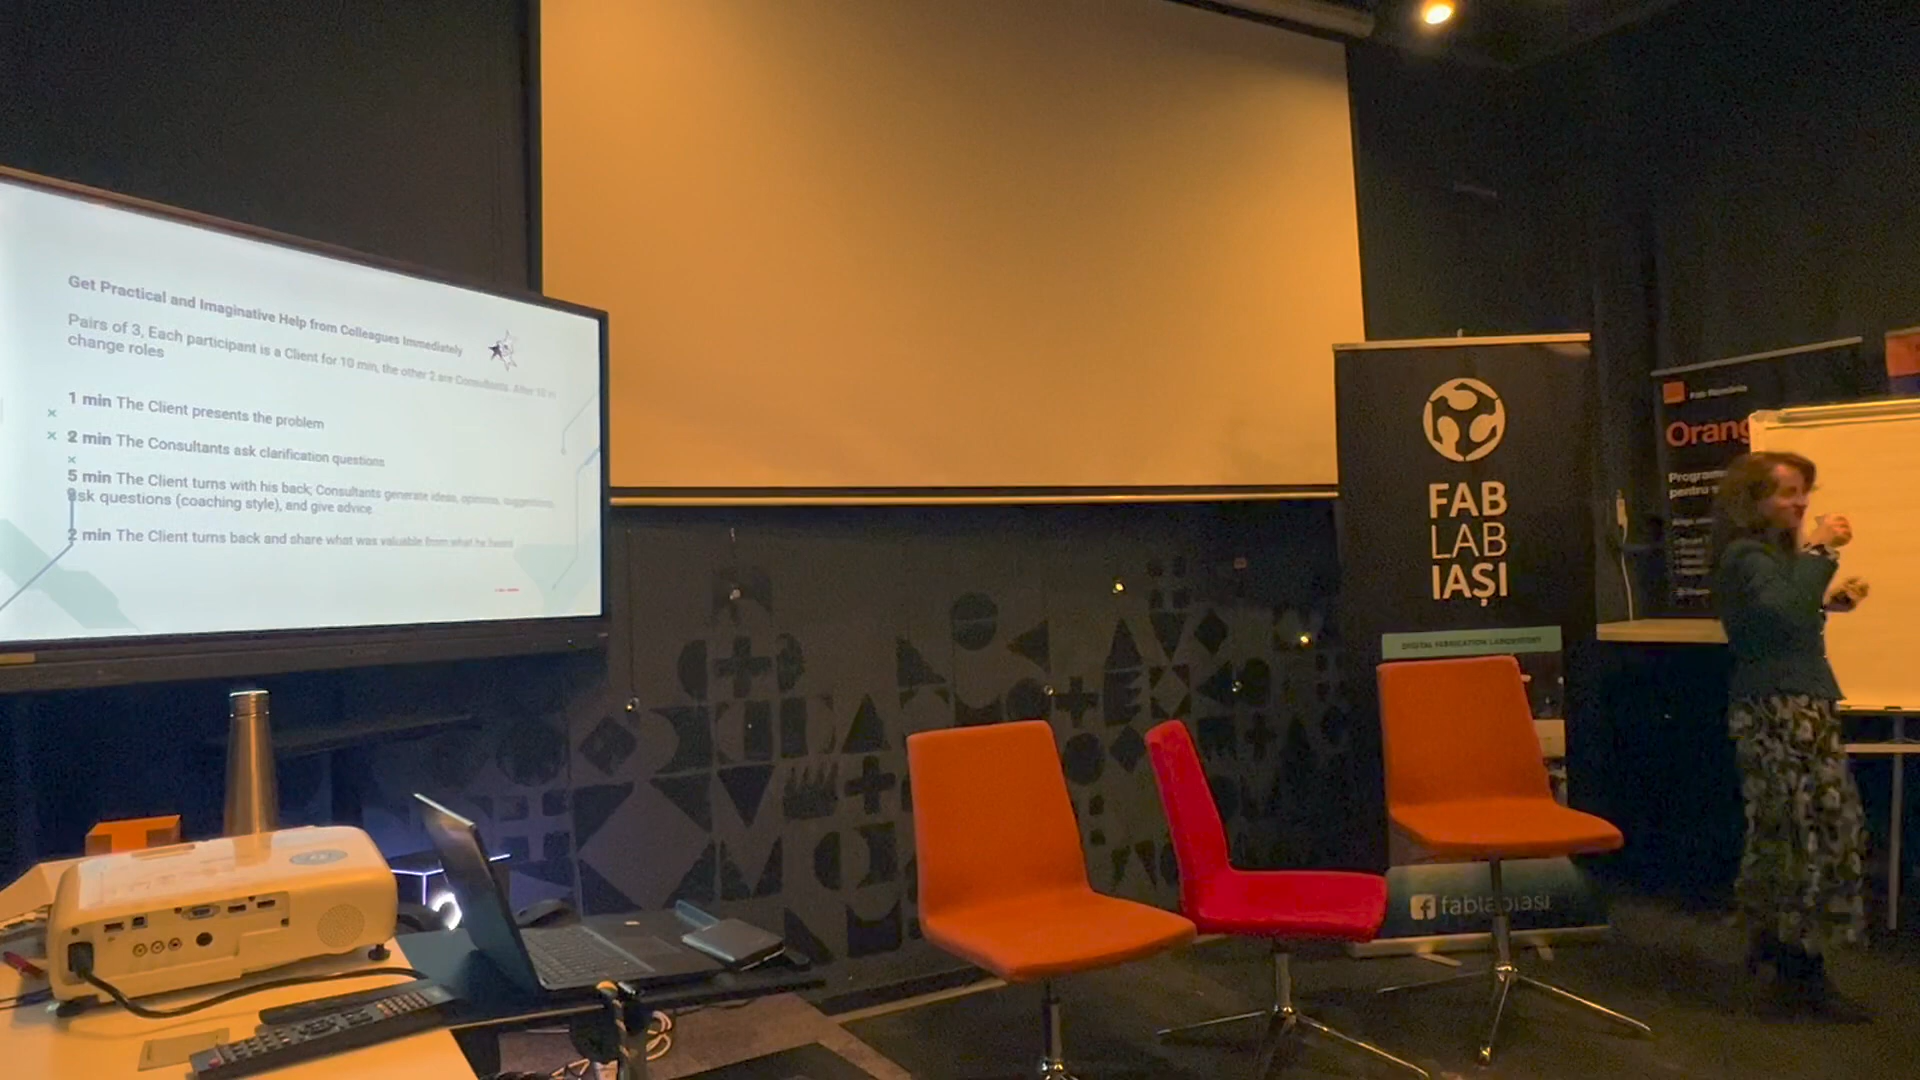 Get Practical and Imaginative Help from Colleagues Immediately
Pairs of 3, Each participant is a Client for 10 min, the other 2 are Consultants. After 10 m
change roles
1 min The Client presents the problem
2 min The Consultants ask clarification questions
5 min The Client turns with his back; Consultants generate ideas, opinions, suggestions,
ask questions (coaching style), and give advice
2 min The Client turns back and share what was valuable from what he heard
FAB
LAB
IAȘI
DIGITAL FABRICATION LABORATORY
fablabiasi
Orang
Program
pentru